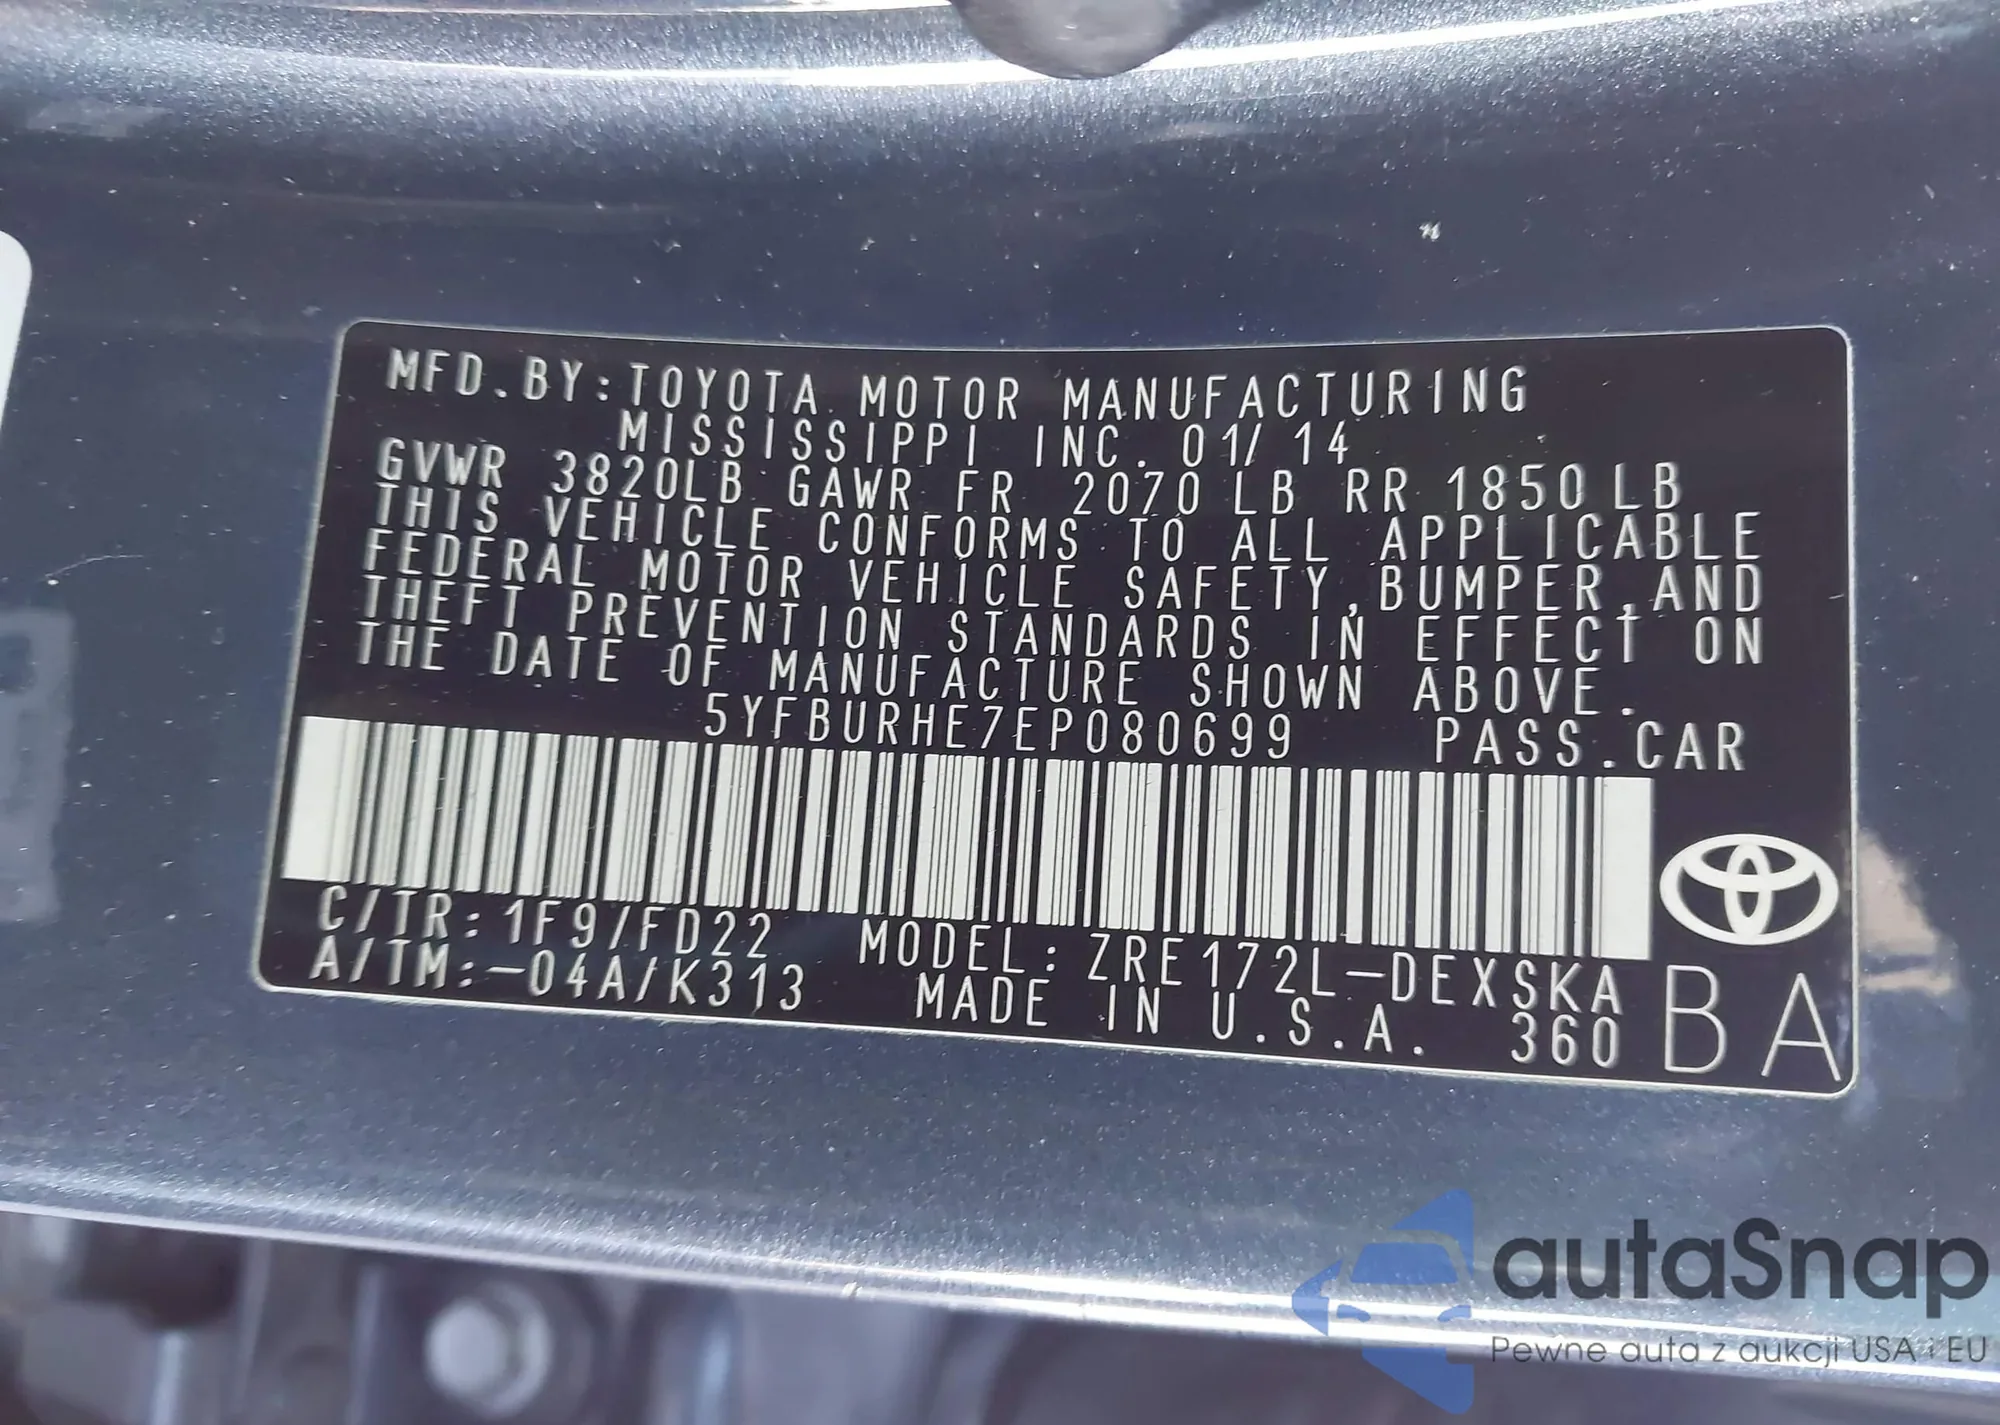 MFD.BY:TOYOTA MOTOR MANUFACTURING
MISSISSIPPI INC. 01/14
GVWR 3820LB GAWR FR 2070LB RR 1850LB
THIS VEHICLE CONFORMS TO ALL APPLICABLE
FEDERAL MOTOR VEHICLE SAFETY,BUMPER,AND
THEFT PREVENTION STANDARDS IN EFFECT ON
THE DATE OF MANUFACTURE SHOWN ABOVE.
5YFBURHE7EP080699 PASS.CAR
C/TR:1F9/FD22 MODEL:ZRE172L-DEXSKA
A/TM:-04A/K313 MADE IN U.S.A. 360 BA
autaSnap
Pewne auta z aukcji USA i EU